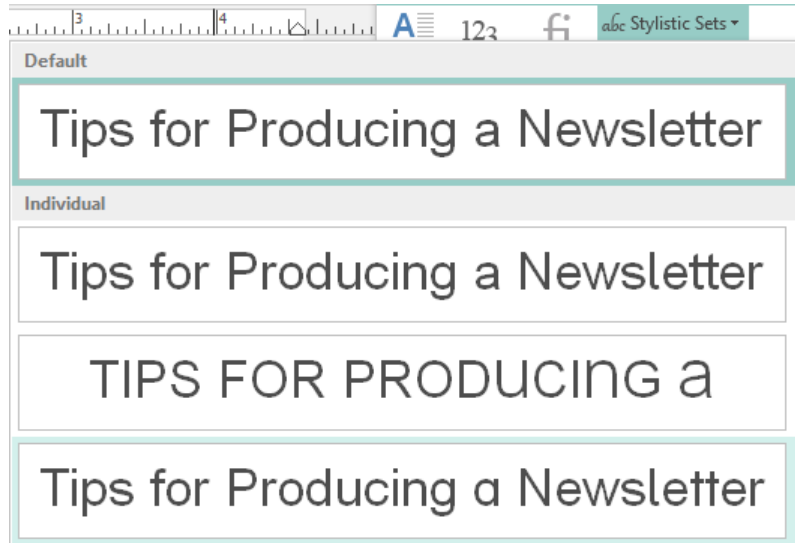 3 4 A 123 fi abc Stylistic Sets
Default
Tips for Producing a Newsletter
Individual
Tips for Producing a Newsletter
TIPS FOR PRODUCING a
Tips for Producing a Newsletter